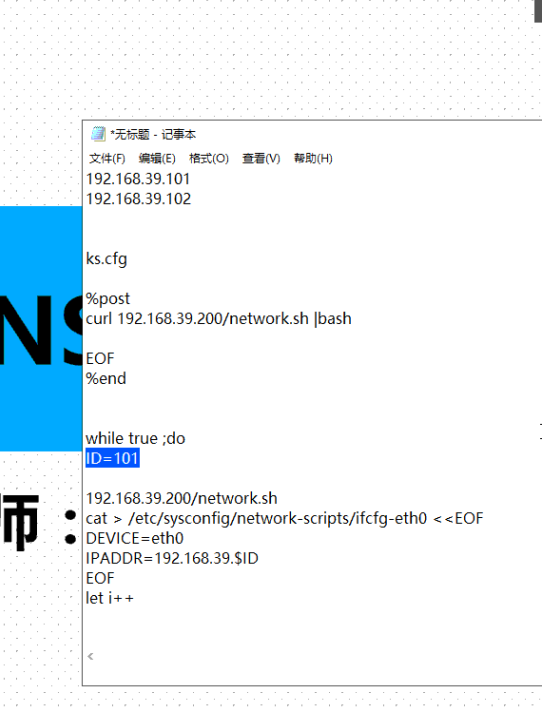 *无标题 - 记事本
文件(F) 编辑(E) 格式(O) 查看(V) 帮助(H)
192.168.39.101
192.168.39.102
ks.cfg
%post
curl 192.168.39.200/network.sh |bash
EOF
%end
while true ;do
ID=101
192.168.39.200/network.sh
cat > /etc/sysconfig/network-scripts/ifcfg-eth0 <<EOF
DEVICE=eth0
IPADDR=192.168.39.$ID
EOF
let i++
NS
师：